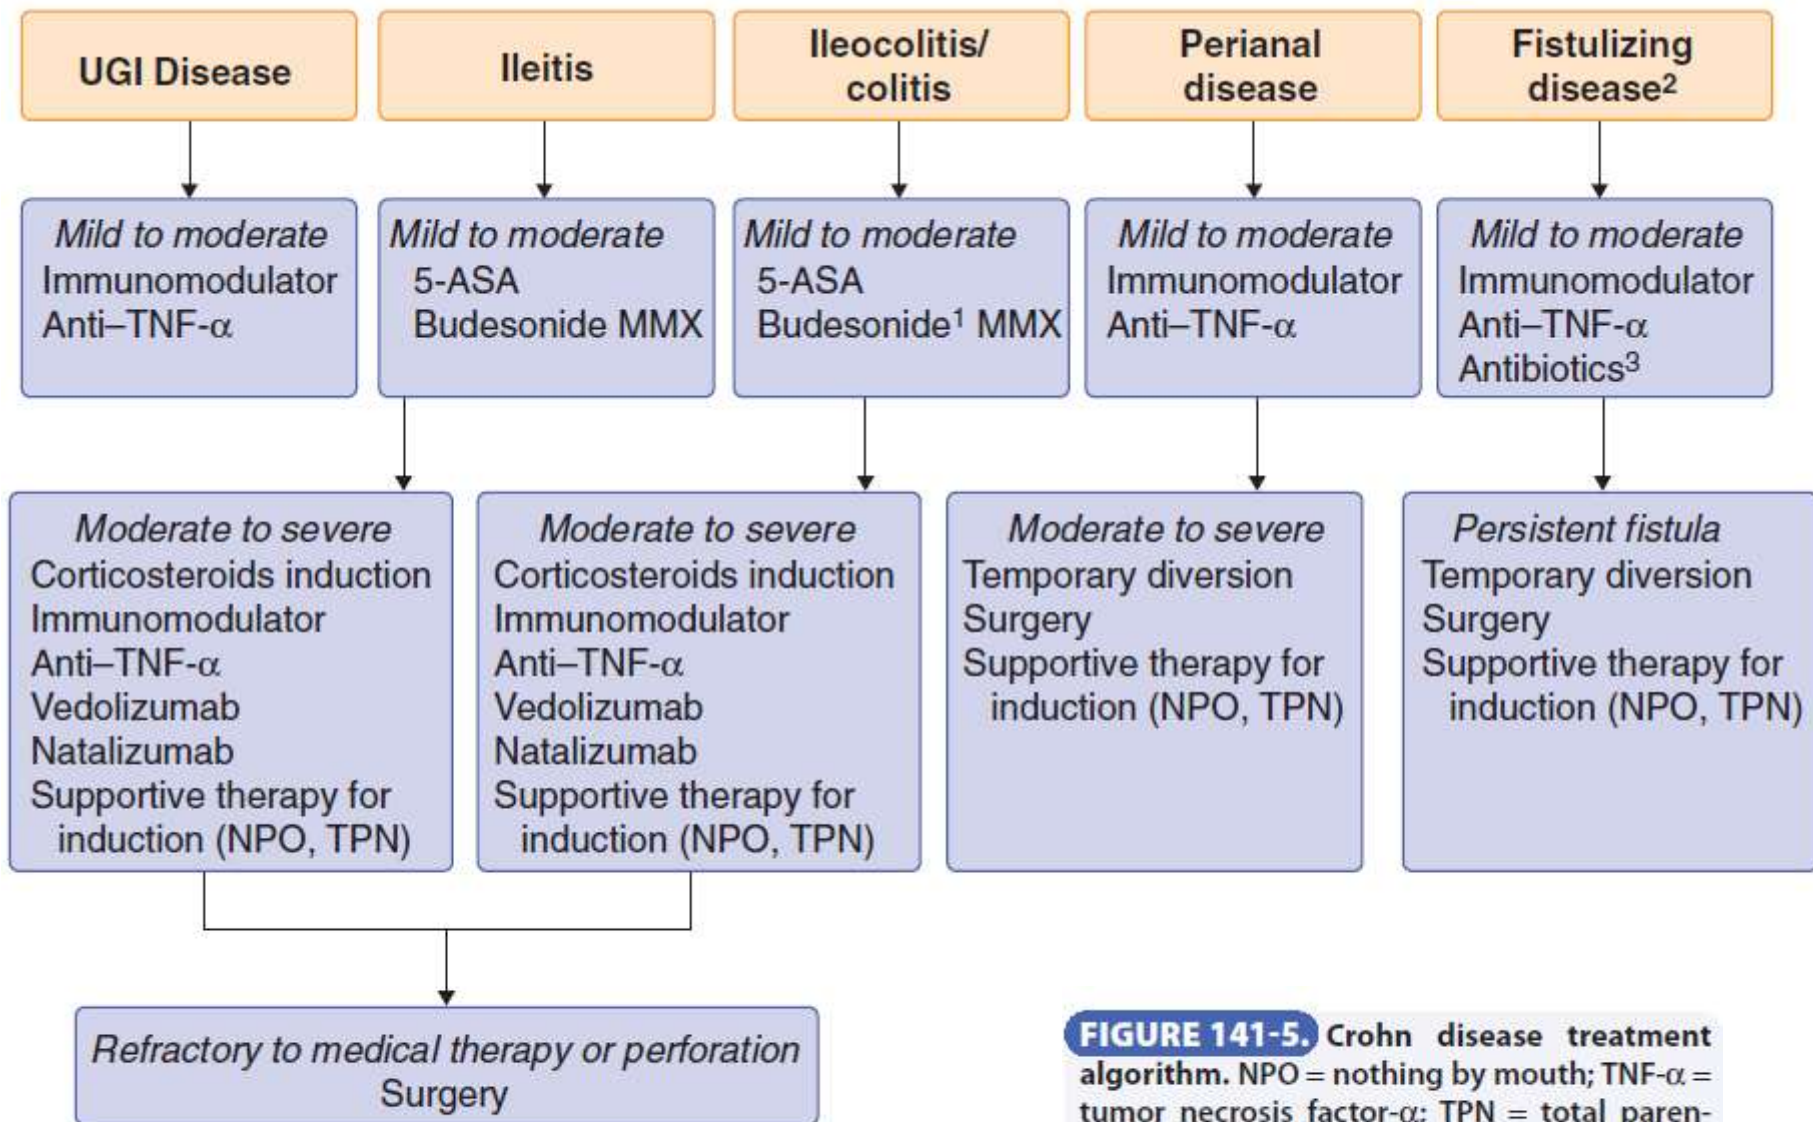 UGI Disease
Ileitis
Ileocolitis/
colitis
Perianal
disease
Fistulizing
disease²
Mild to moderate
Immunomodulator
Anti–TNF-α
Mild to moderate
5-ASA
Budesonide MMX
Mild to moderate
5-ASA
Budesonide¹ MMX
Mild to moderate
Immunomodulator
Anti–TNF-α
Mild to moderate
Immunomodulator
Anti–TNF-α
Antibiotics³
Moderate to severe
Corticosteroids induction
Immunomodulator
Anti–TNF-α
Vedolizumab
Natalizumab
Supportive therapy for
induction (NPO, TPN)
Moderate to severe
Corticosteroids induction
Immunomodulator
Anti–TNF-α
Vedolizumab
Natalizumab
Supportive therapy for
induction (NPO, TPN)
Moderate to severe
Temporary diversion
Surgery
Supportive therapy for
induction (NPO, TPN)
Persistent fistula
Temporary diversion
Surgery
Supportive therapy for
induction (NPO, TPN)
Refractory to medical therapy or perforation
Surgery
FIGURE 141-5. Crohn disease treatment
algorithm. NPO = nothing by mouth; TNF-α =
tumor necrosis factor-α; TPN = total paren-